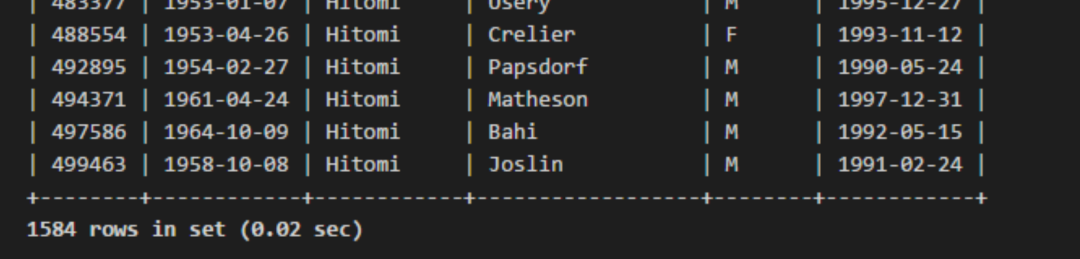 | 483377 | 1953-01-07 | Hitomi     | Usery            | M      | 1995-12-27 |
| 488554 | 1953-04-26 | Hitomi     | Crelier          | F      | 1993-11-12 |
| 492895 | 1954-02-27 | Hitomi     | Papsdorf         | M      | 1990-05-24 |
| 494371 | 1961-04-24 | Hitomi     | Matheson         | M      | 1997-12-31 |
| 497586 | 1964-10-09 | Hitomi     | Bahi             | M      | 1992-05-15 |
| 499463 | 1958-10-08 | Hitomi     | Joslin           | M      | 1991-02-24 |
+--------+------------+------------+------------------+--------+------------+
1584 rows in set (0.02 sec)